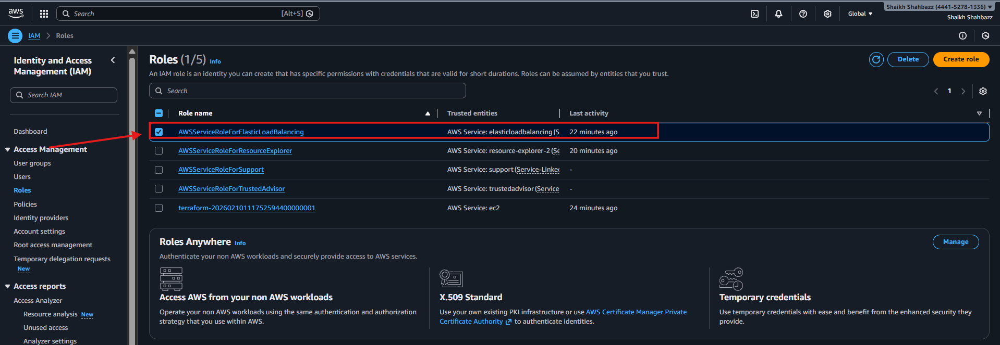 aws
Search
[Alt+S]
Global
Shaikh Shahbazz (4441-5278-1336)
Shaikh Shahbazz
IAM
Roles
Identity and Access
Management (IAM)
Search IAM
Dashboard
Access Management
User groups
Users
Roles
Policies
Identity providers
Account settings
Root access management
Temporary delegation requests
New
Access reports
Access Analyzer
Resource analysis New
Unused access
Analyzer settings
Roles (1/5) Info
An IAM role is an identity you can create that has specific permissions with credentials that are valid for short durations. Roles can be assumed by entities that you trust.
Delete
Create role
Search
1
Role name Trusted entities Last activity
AWSServiceRoleForElasticLoadBalancing AWS Service: elasticloadbalancing (S 22 minutes ago
AWSServiceRoleForResourceExplorer AWS Service: resource-explorer-2 (Se 20 minutes ago
AWSServiceRoleForSupport AWS Service: support (Service-Linked -
AWSServiceRoleForTrustedAdvisor AWS Service: trustedadvisor (Service -
terraform-20260210111752594400000001 AWS Service: ec2 24 minutes ago
Roles Anywhere Info
Manage
Authenticate your non AWS workloads and securely provide access to AWS services.
Access AWS from your non AWS workloads
Operate your non AWS workloads using the same authentication and authorization
strategy that you use within AWS.
X.509 Standard
Use your own existing PKI infrastructure or use AWS Certificate Manager Private
Certificate Authority to authenticate identities.
Temporary credentials
Use temporary credentials with ease and benefit from the enhanced security they
provide.